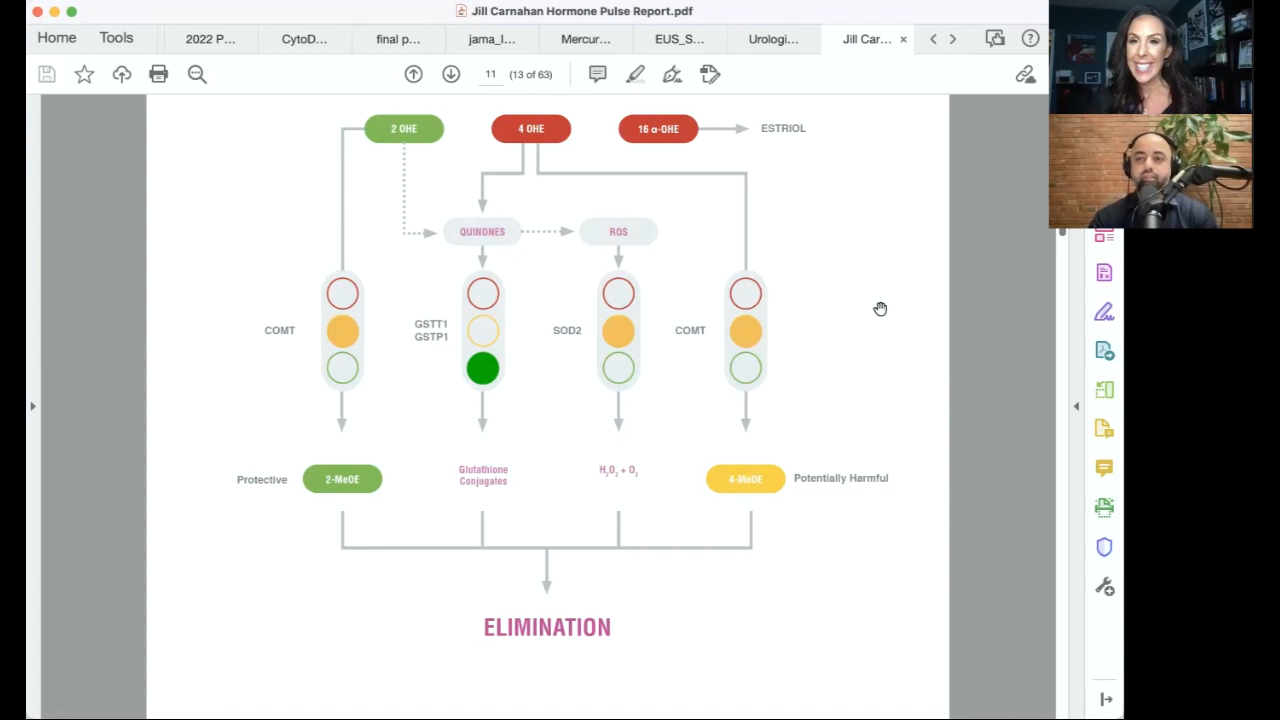 Jill Carnahan Hormone Pulse Report.pdf
Home Tools 2022 P... CytoD... final p... jama_I... Mercur... EUS_S... Urologi... Jill Car... ×
11 (13 of 63)
2 OHE 4 OHE 16 α-OHE ESTRIOL
QUINONES ROS
COMT GSTT1 SOD2 COMT
GSTP1
Protective 2-MeOE Glutathione H₂O₂ + O₂ 4-MeOE Potentially Harmful
Conjugates
ELIMINATION